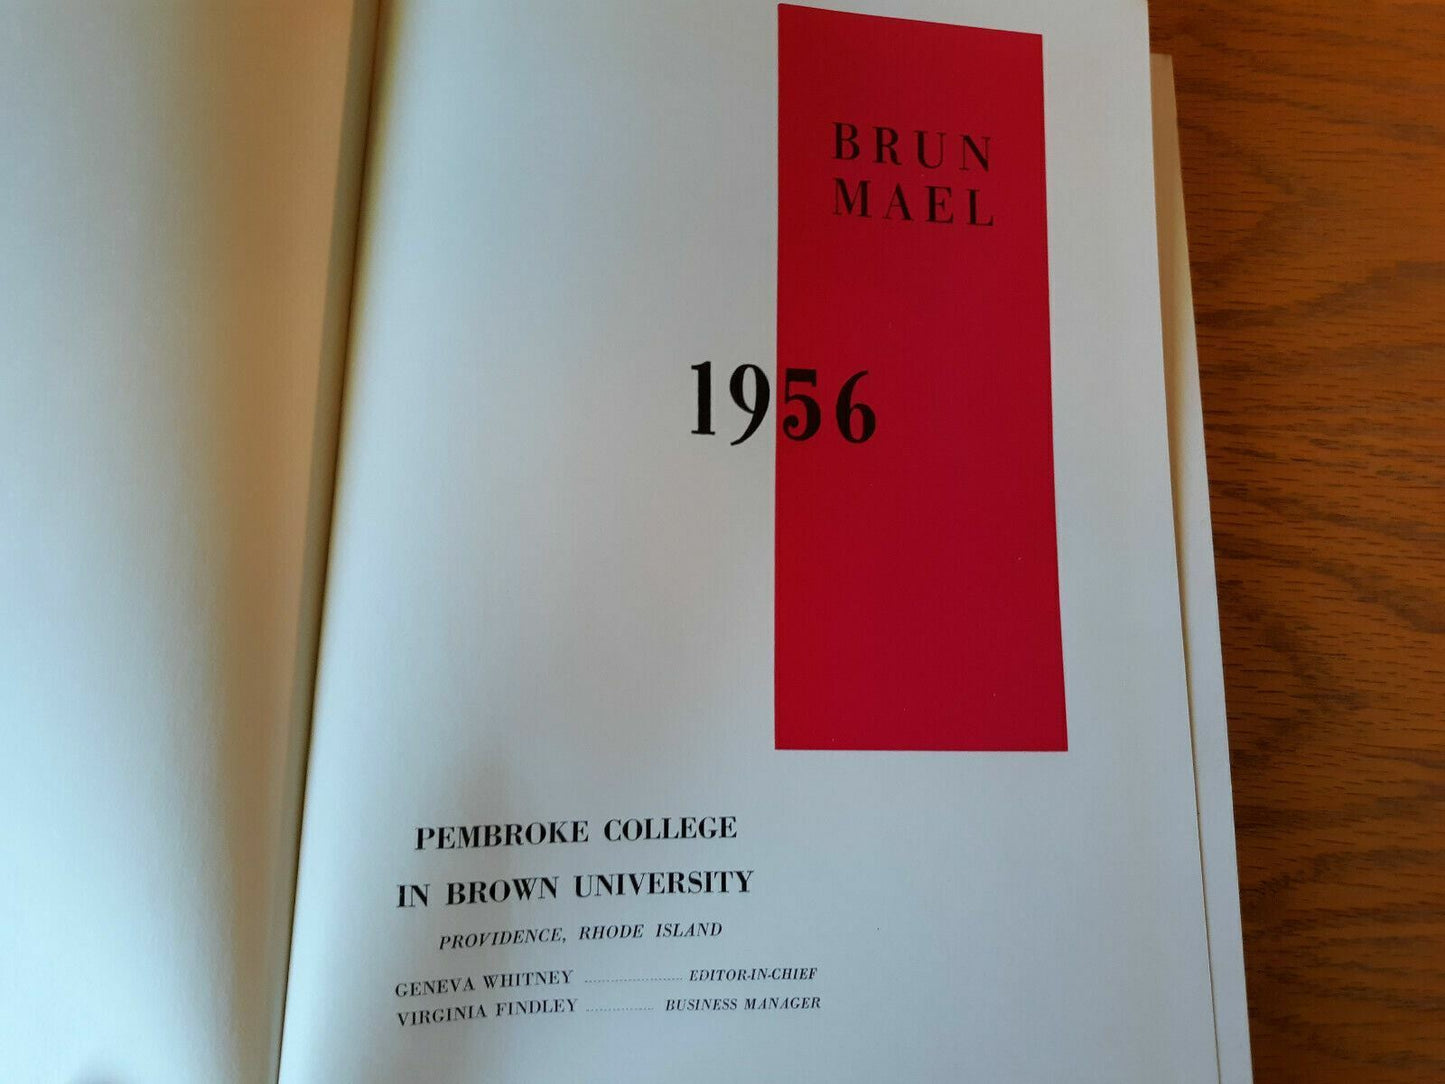 BRUN
MAEL
1956
PEMBROKE COLLEGE
IN BROWN UNIVERSITY
PROVIDENCE, RHODE ISLAND
GENEVA WHITNEY ........................ EDITOR-IN-CHIEF
VIRGINIA FINDLEY ................ BUSINESS MANAGER